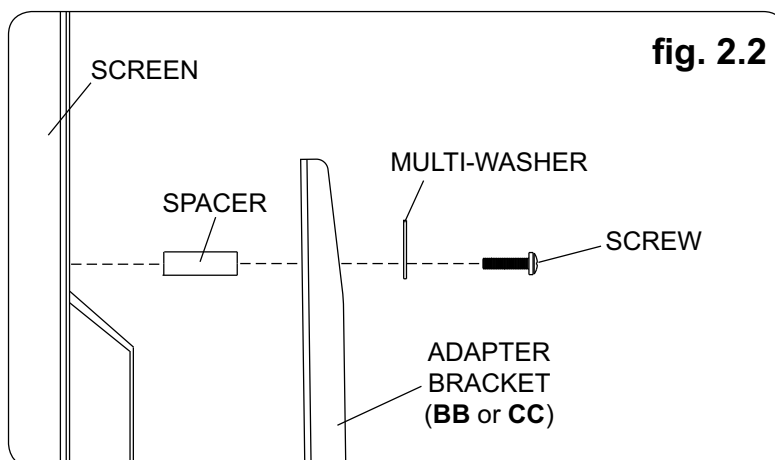 fig. 2.2
SCREEN
MULTI-WASHER
SPACER
SCREW
ADAPTER
BRACKET
(BB or CC)